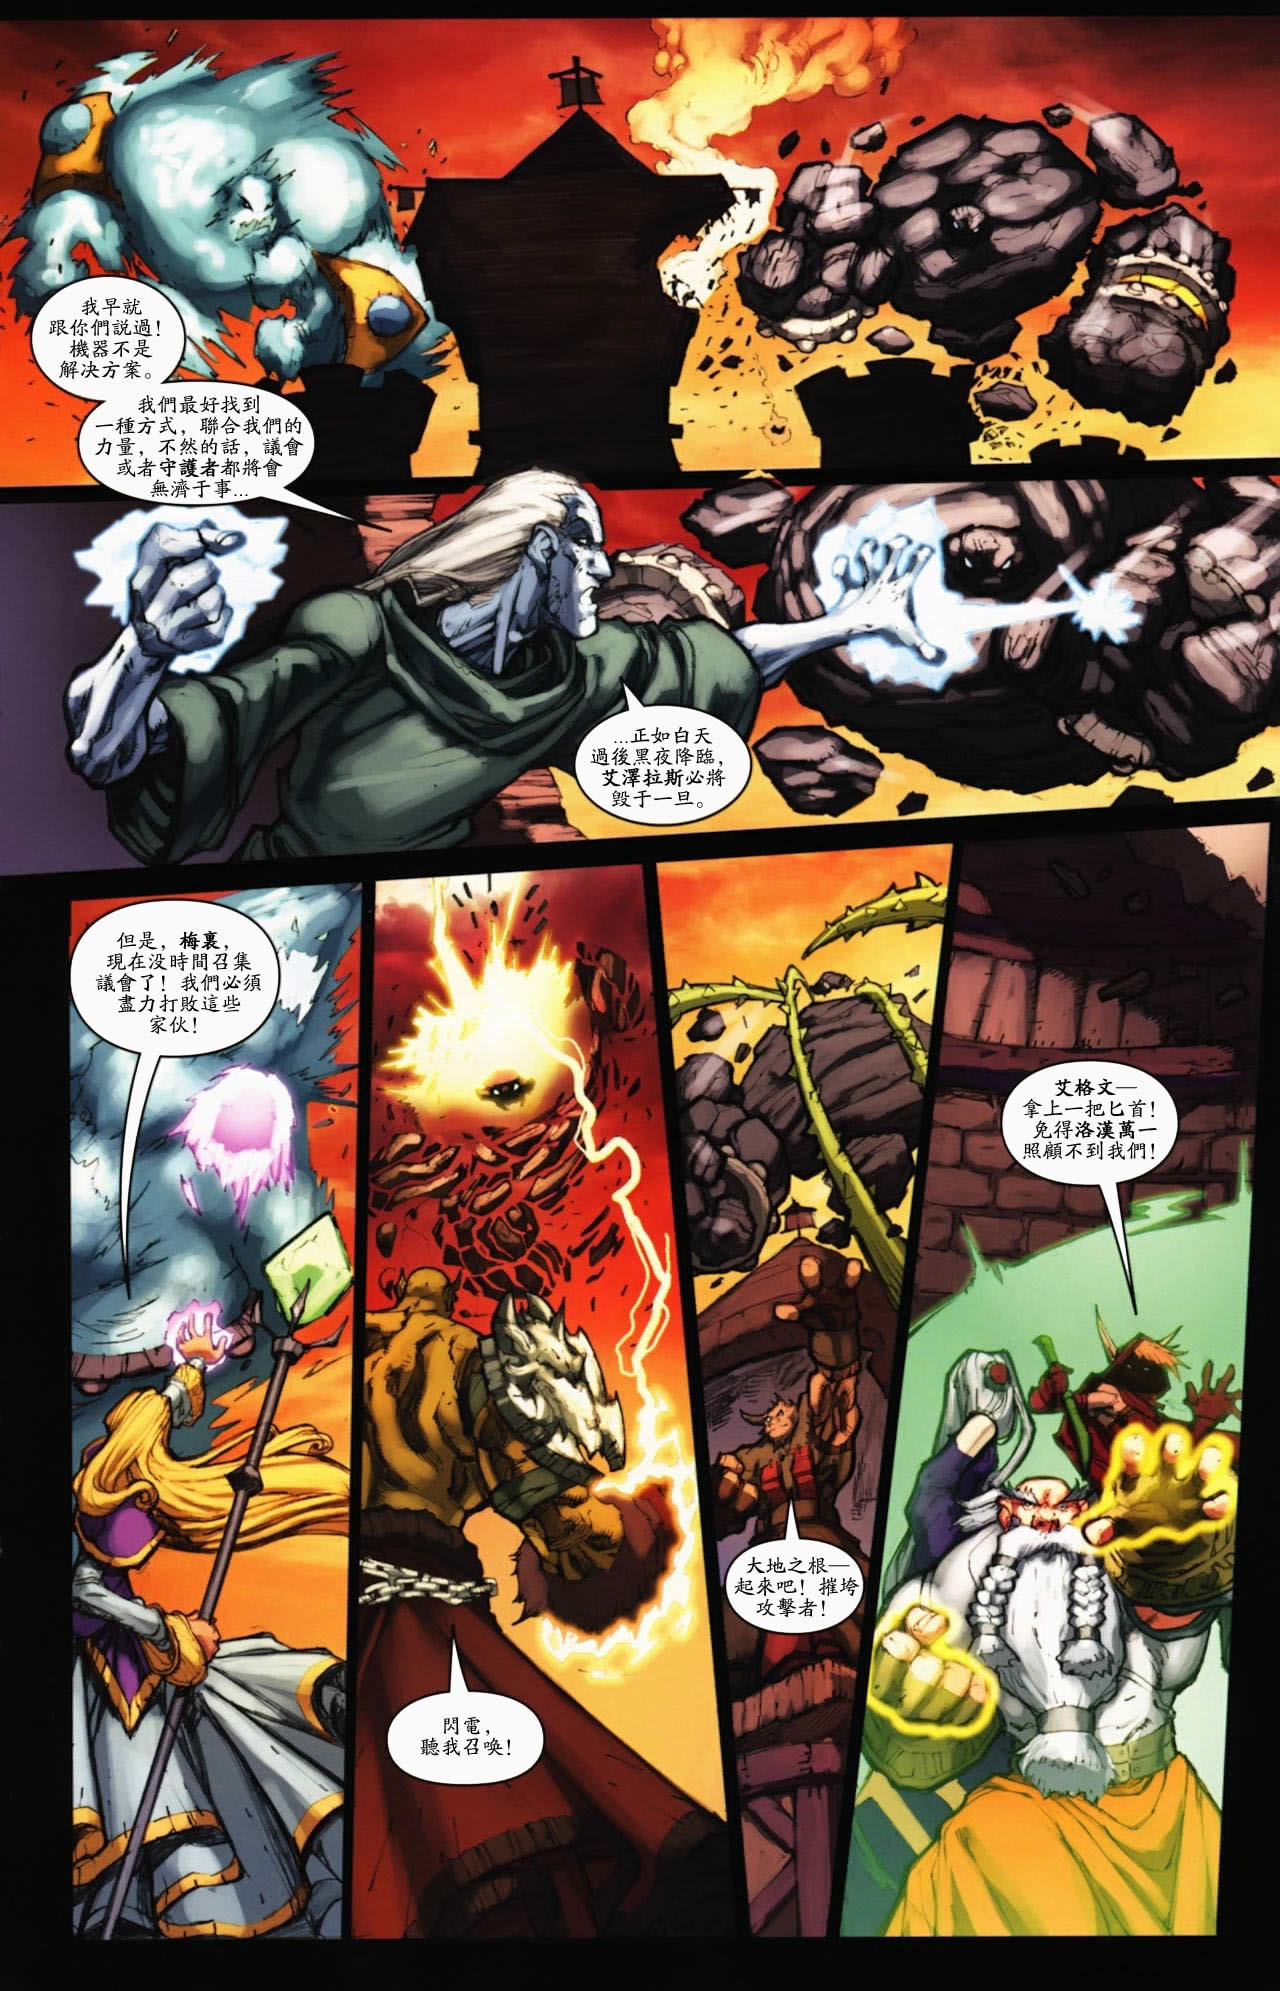 我早就
跟你們説過！
機器不是
解決方案。
我們最好找到
一種方式，聯合我們的
力量，不然的話，議會
或者守護者都將會
無濟于事…
…正如白天
過後黑夜降臨，
艾澤拉斯必將
毀于一旦。
但是，梅裏，
現在没時間召集
議會了！我們必須
盡力打敗這些
家伙！
閃電，
聽我召唤！
大地之根—
起來吧！摧垮
攻擊者！
艾格文—
拿上一把匕首！
免得洛漢萬一
照顧不到我們！